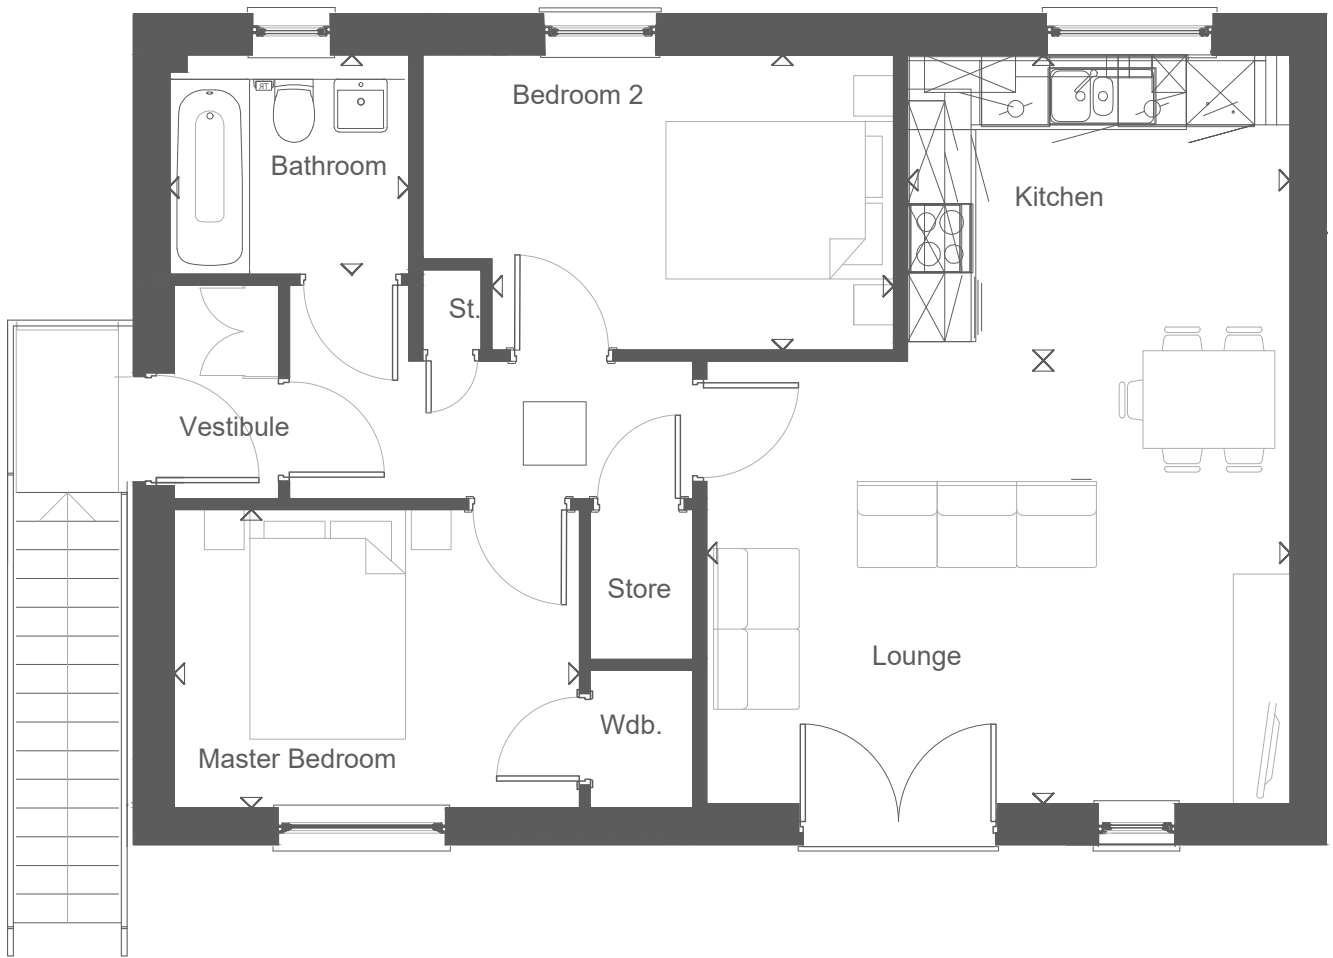 Bedroom 2
Bathroom
Kitchen
St.
Vestibule
Store
Lounge
Wdb.
Master Bedroom